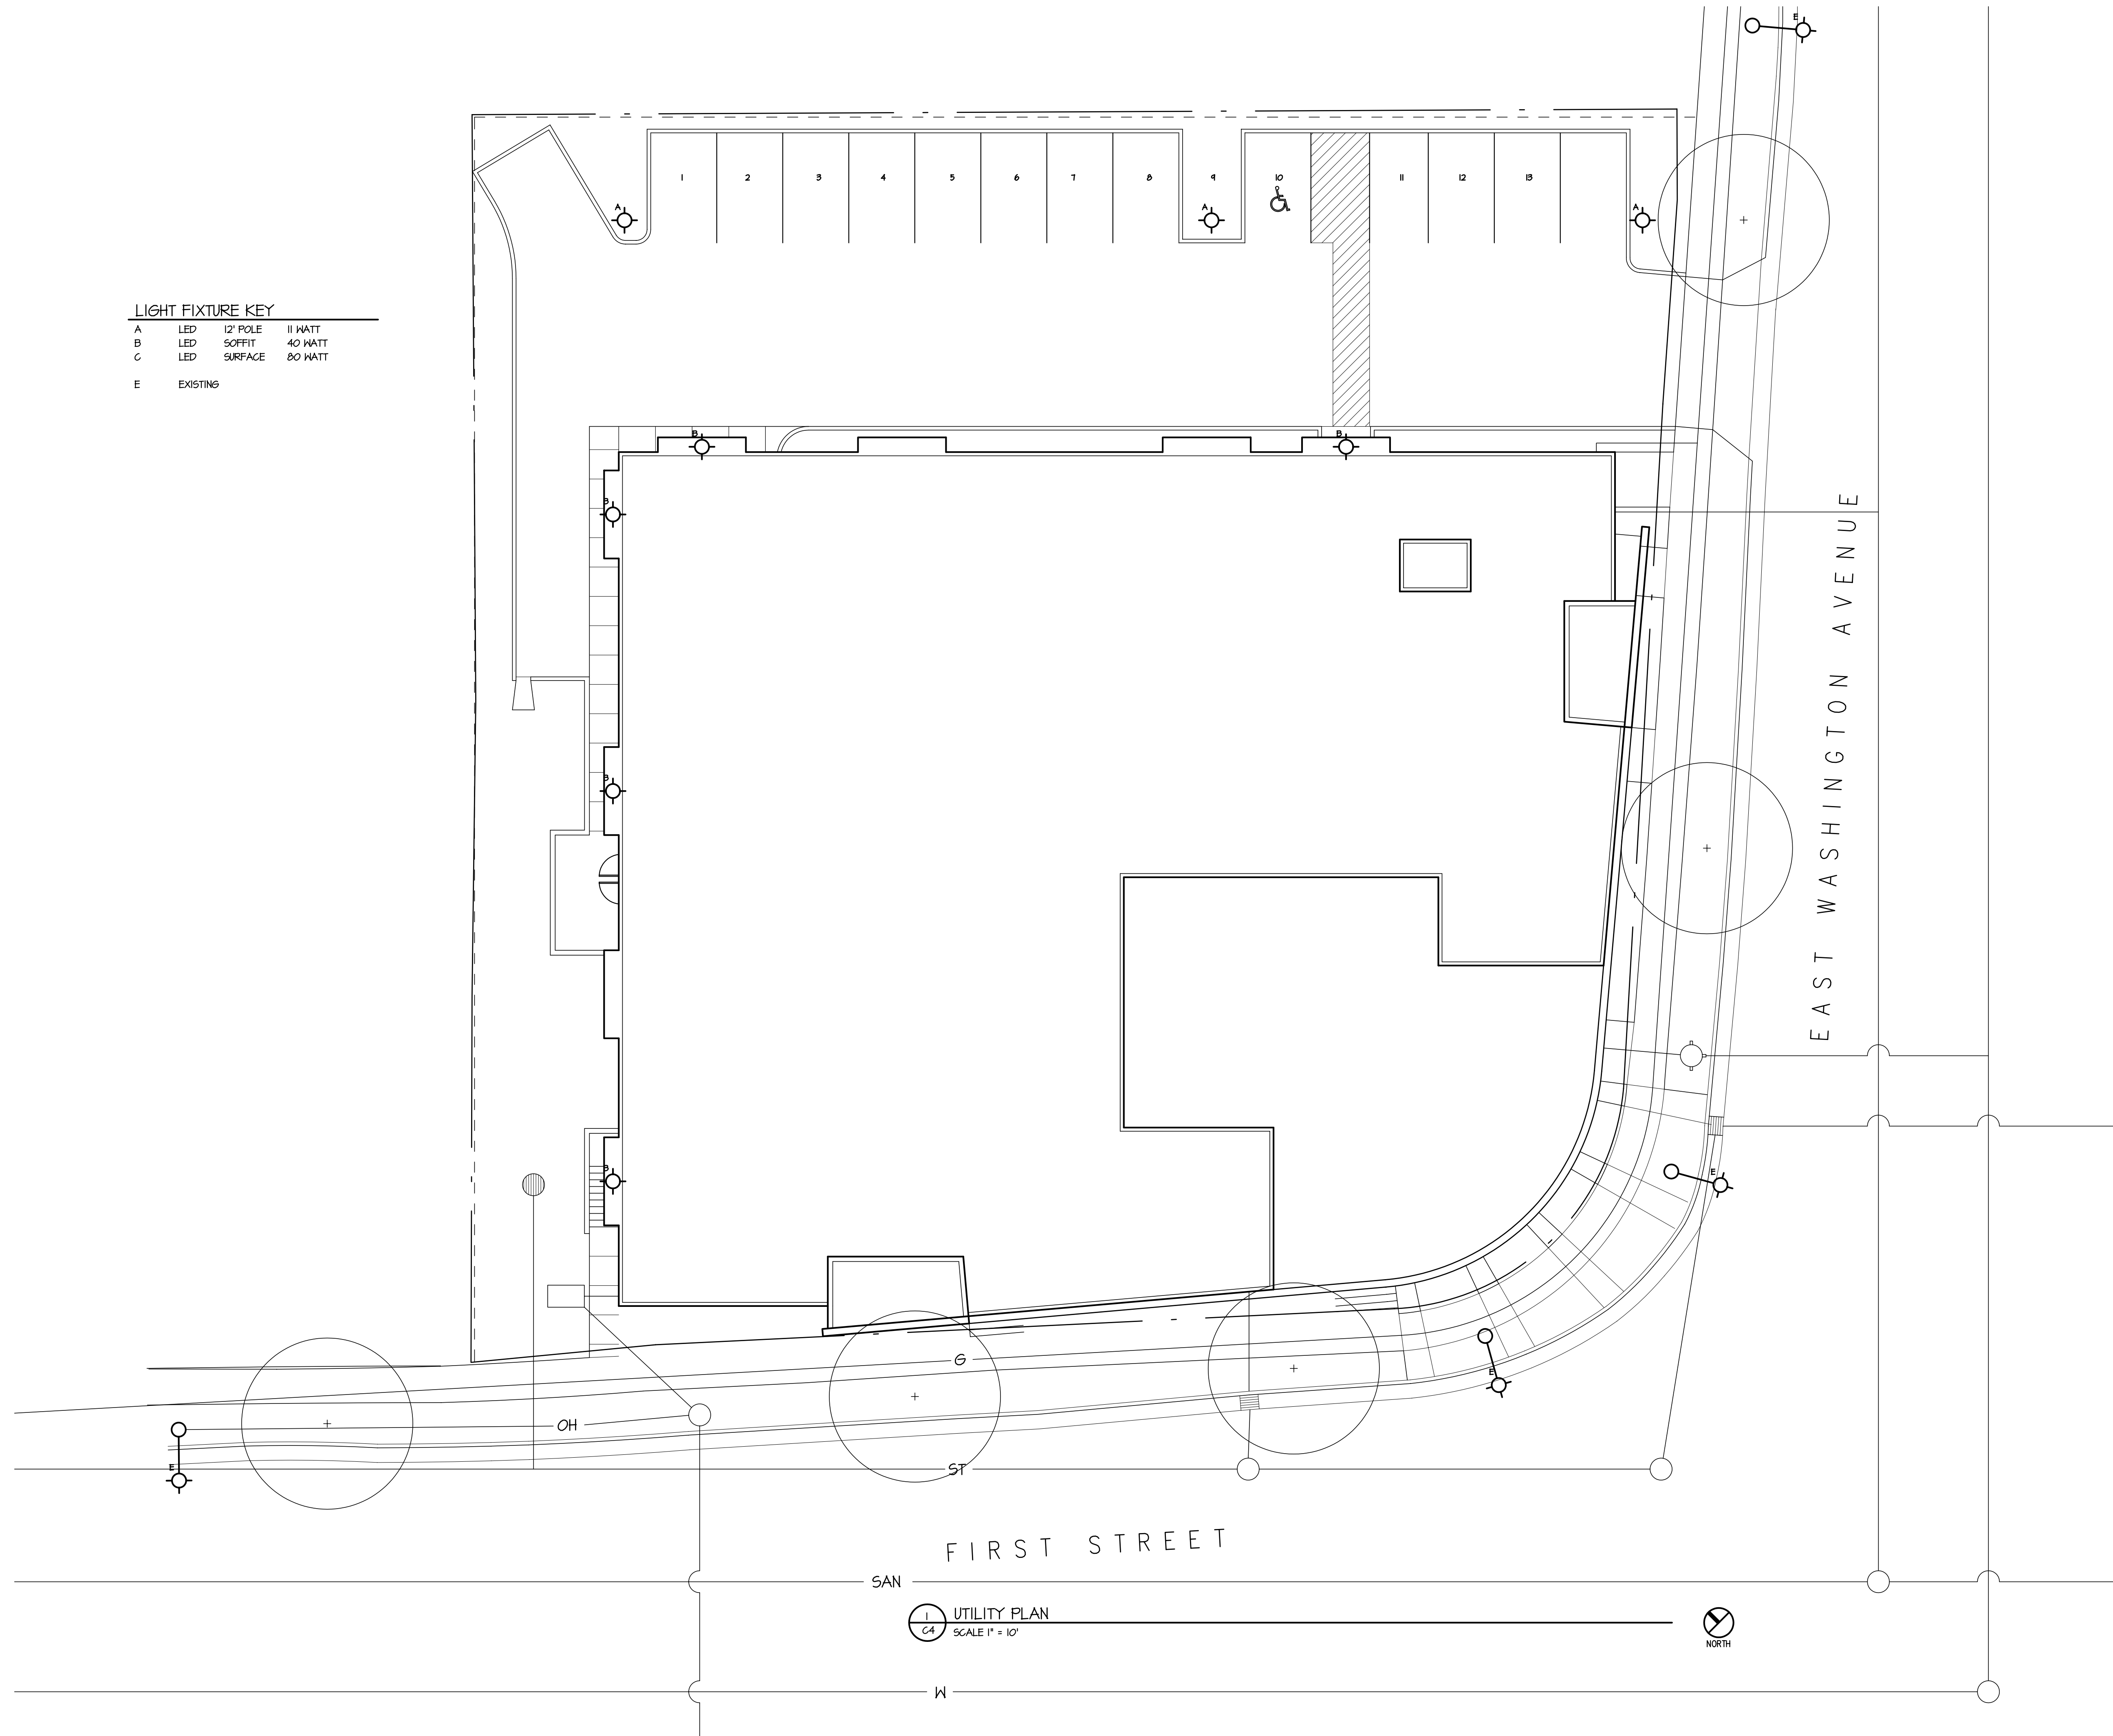 E
1 2 3 4 5 6 7 8 9 10 11 12 13
A A A
LIGHT FIXTURE KEY
A LED 12' POLE 11 WATT
B LED SOFFIT 40 WATT
C LED SURFACE 80 WATT
E EXISTING
B B
B
B
B
EAST WASHINGTON AVENUE
E
E
G
OH
E
ST
FIRST STREET
SAN
1
C4
UTILITY PLAN
SCALE 1" = 10'
NORTH
W